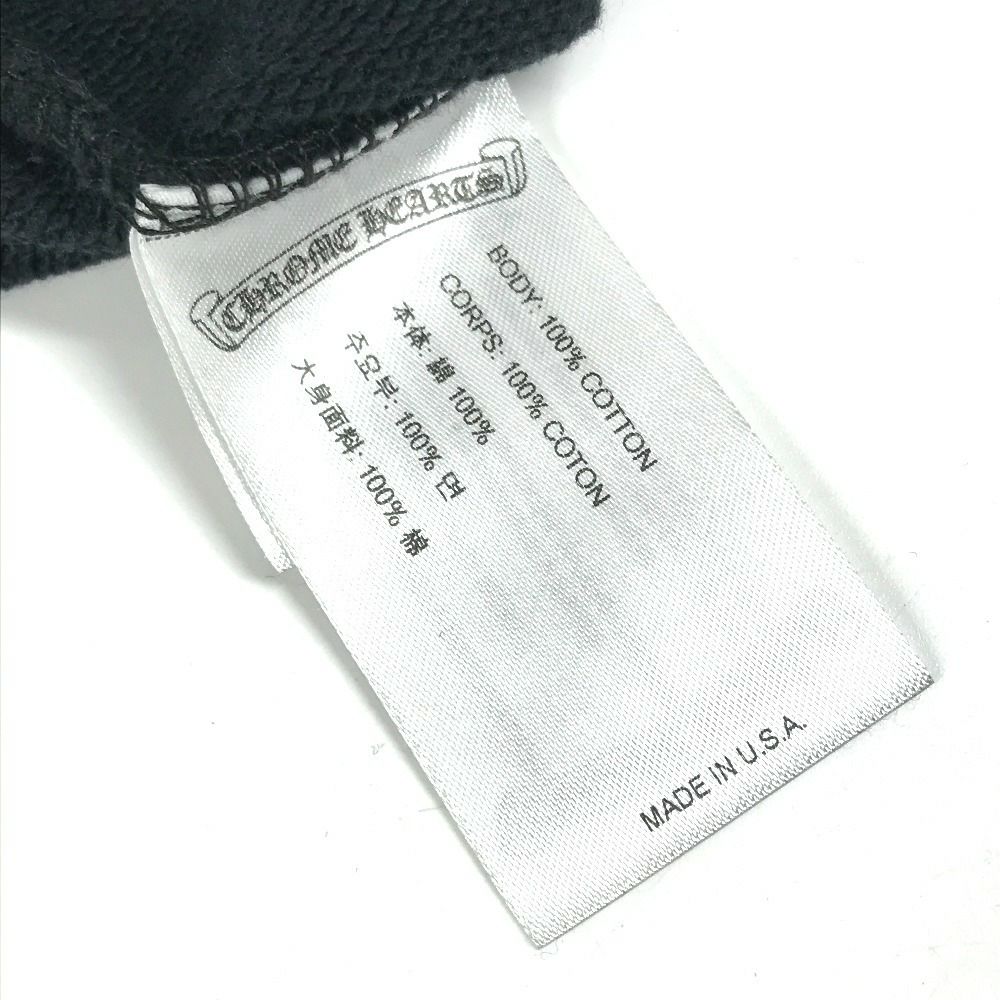 CHROME HEARTS
BODY: 100% COTTON
CORPS: 100% COTON
本体: 綿 100%
주요부: 100% 면
大身面料: 100% 棉
MADE IN U.S.A.